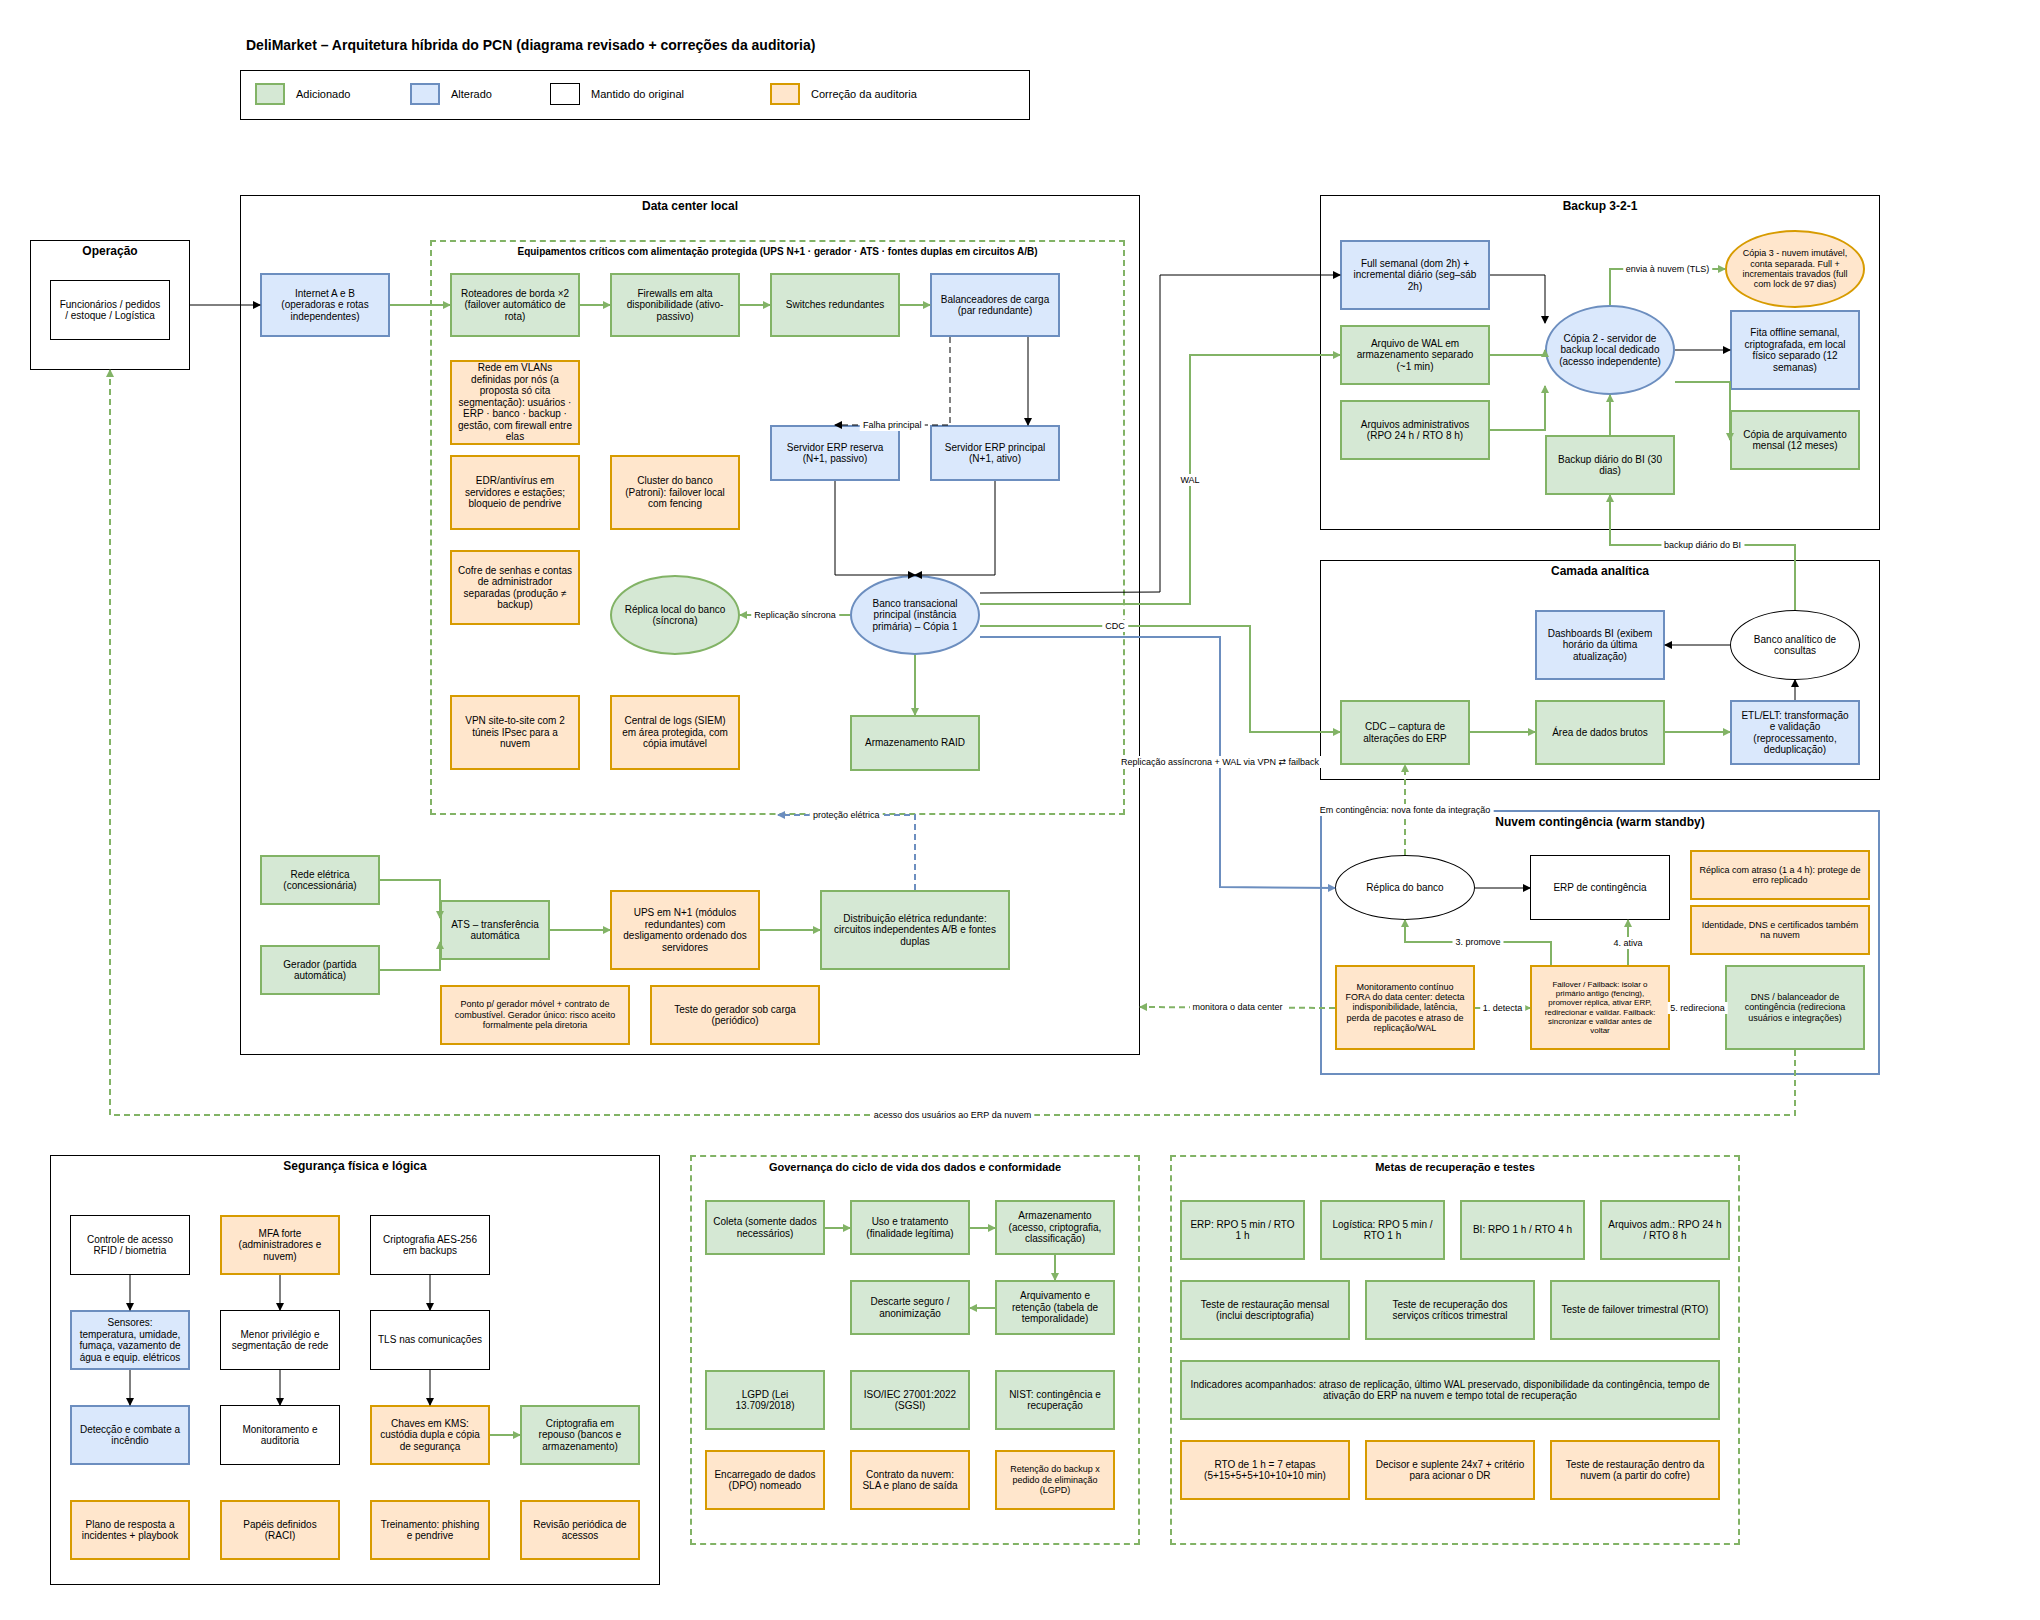 DeliMarket – Arquitetura híbrida do PCN (diagrama revisado + correções da auditoria)
Adicionado
Alterado
Mantido do original
Correção da auditoria
Operação
Funcionários / pedidos
/ estoque / Logística
Data center local
Equipamentos críticos com alimentação protegida (UPS N+1 · gerador · ATS · fontes duplas em circuitos A/B)
Internet A e B
(operadoras e rotas
independentes)
Roteadores de borda ×2
(failover automático de
rota)
Firewalls em alta
disponibilidade (ativo-
passivo)
Switches redundantes
Balanceadores de carga
(par redundante)
Rede em VLANs
definidas por nós (a
proposta só cita
segmentação): usuários ·
ERP · banco · backup ·
gestão, com firewall entre
elas
Falha principal
Servidor ERP reserva
(N+1, passivo)
Servidor ERP principal
(N+1, ativo)
EDR/antivírus em
servidores e estações;
bloqueio de pendrive
Cluster do banco
(Patroni): failover local
com fencing
Cofre de senhas e contas
de administrador
separadas (produção ≠
backup)
Réplica local do banco
(síncrona)
Replicação síncrona
Banco transacional
principal (instância
primária) – Cópia 1
VPN site-to-site com 2
túneis IPsec para a
nuvem
Central de logs (SIEM)
em área protegida, com
cópia imutável
Armazenamento RAID
proteção elétrica
Rede elétrica
(concessionária)
Gerador (partida
automática)
ATS – transferência
automática
UPS em N+1 (módulos
redundantes) com
desligamento ordenado dos
servidores
Distribuição elétrica redundante:
circuitos independentes A/B e fontes
duplas
Ponto p/ gerador móvel + contrato de
combustível. Gerador único: risco aceito
formalmente pela diretoria
Teste do gerador sob carga
(periódico)
WAL
CDC
Replicação assíncrona + WAL via VPN ⇄ failback
monitora o data center
Backup 3-2-1
Full semanal (dom 2h) +
incremental diário (seg–sáb
2h)
Arquivo de WAL em
armazenamento separado
(~1 min)
Arquivos administrativos
(RPO 24 h / RTO 8 h)
envia à nuvem (TLS)
Cópia 3 - nuvem imutável,
conta separada. Full +
incrementais travados (full
com lock de 97 dias)
Cópia 2 - servidor de
backup local dedicado
(acesso independente)
Fita offline semanal,
criptografada, em local
físico separado (12
semanas)
Cópia de arquivamento
mensal (12 meses)
Backup diário do BI (30
dias)
backup diário do BI
Camada analítica
Dashboards BI (exibem
horário da última
atualização)
Banco analítico de
consultas
CDC – captura de
alterações do ERP
Área de dados brutos
ETL/ELT: transformação
e validação
(reprocessamento,
deduplicação)
Em contingência: nova fonte da integração
Nuvem contingência (warm standby)
Réplica do banco
ERP de contingência
Réplica com atraso (1 a 4 h): protege de
erro replicado
Identidade, DNS e certificados também
na nuvem
3. promove
4. ativa
Monitoramento contínuo
FORA do data center: detecta
indisponibilidade, latência,
perda de pacotes e atraso de
replicação/WAL
1. detecta
Failover / Failback: isolar o
primário antigo (fencing),
promover réplica, ativar ERP,
redirecionar e validar. Failback:
sincronizar e validar antes de
voltar
5. redireciona
DNS / balanceador de
contingência (redireciona
usuários e integrações)
acesso dos usuários ao ERP da nuvem
Segurança física e lógica
Controle de acesso
RFID / biometria
MFA forte
(administradores e
nuvem)
Criptografia AES-256
em backups
Sensores:
temperatura, umidade,
fumaça, vazamento de
água e equip. elétricos
Menor privilégio e
segmentação de rede
TLS nas comunicações
Detecção e combate a
incêndio
Monitoramento e
auditoria
Chaves em KMS:
custódia dupla e cópia
de segurança
Criptografia em
repouso (bancos e
armazenamento)
Plano de resposta a
incidentes + playbook
Papéis definidos
(RACI)
Treinamento: phishing
e pendrive
Revisão periódica de
acessos
Governança do ciclo de vida dos dados e conformidade
Coleta (somente dados
necessários)
Uso e tratamento
(finalidade legítima)
Armazenamento
(acesso, criptografia,
classificação)
Descarte seguro /
anonimização
Arquivamento e
retenção (tabela de
temporalidade)
LGPD (Lei
13.709/2018)
ISO/IEC 27001:2022
(SGSI)
NIST: contingência e
recuperação
Encarregado de dados
(DPO) nomeado
Contrato da nuvem:
SLA e plano de saída
Retenção do backup x
pedido de eliminação
(LGPD)
Metas de recuperação e testes
ERP: RPO 5 min / RTO
1 h
Logística: RPO 5 min /
RTO 1 h
BI: RPO 1 h / RTO 4 h
Arquivos adm.: RPO 24 h
/ RTO 8 h
Teste de restauração mensal
(inclui descriptografia)
Teste de recuperação dos
serviços críticos trimestral
Teste de failover trimestral (RTO)
Indicadores acompanhados: atraso de replicação, último WAL preservado, disponibilidade da contingência, tempo de
ativação do ERP na nuvem e tempo total de recuperação
RTO de 1 h = 7 etapas
(5+15+5+5+10+10+10 min)
Decisor e suplente 24x7 + critério
para acionar o DR
Teste de restauração dentro da
nuvem (a partir do cofre)